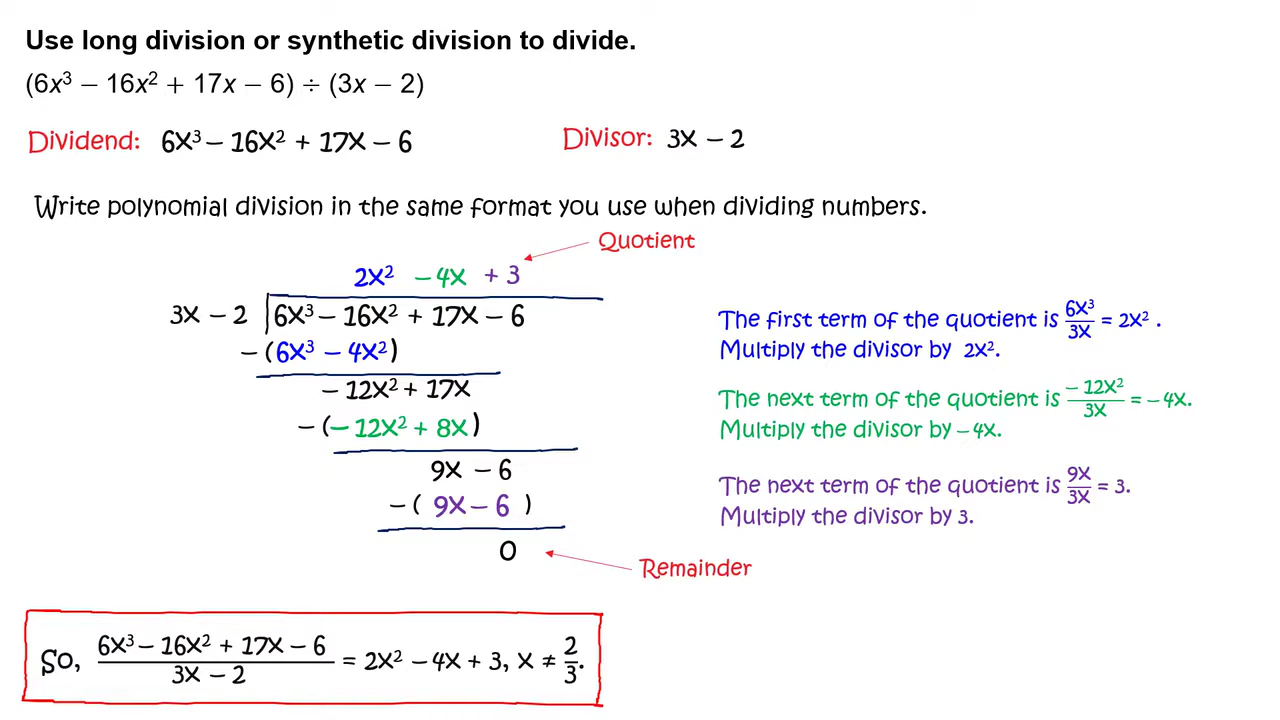 Use long division or synthetic division to divide.
(6x³ − 16x² + 17x − 6) ÷ (3x − 2)
Dividend: 6x³ − 16x² + 17x − 6 Divisor: 3x − 2
Write polynomial division in the same format you use when dividing numbers.
Quotient
2x² − 4x + 3
3x − 2 6x³ − 16x² + 17x − 6
− (6x³ − 4x²)
− 12x² + 17x
− (− 12x² + 8x)
9x − 6
− ( 9x − 6 )
0
Remainder
The first term of the quotient is 6x³/3x = 2x² .
Multiply the divisor by 2x².
The next term of the quotient is − 12x²/3x = − 4x.
Multiply the divisor by − 4x.
The next term of the quotient is 9x/3x = 3.
Multiply the divisor by 3.
So, 6x³ − 16x² + 17x − 6/3x − 2 = 2x² − 4x + 3, x ≠ 2/3.